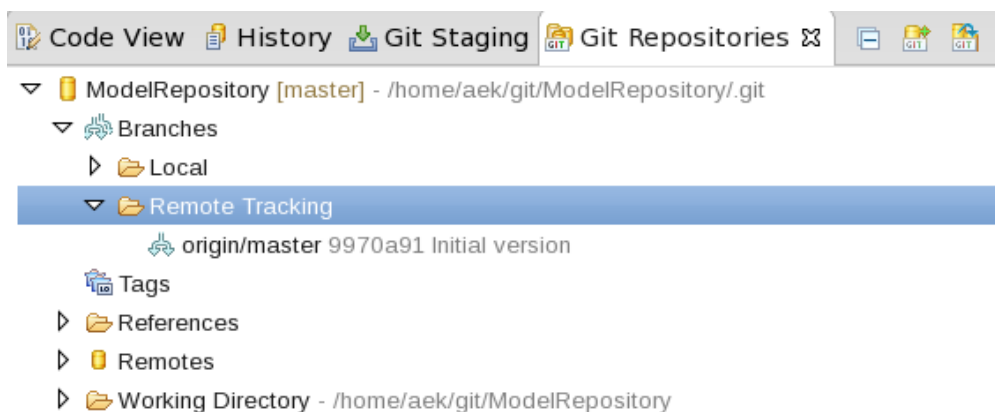 Code View History Git Staging Git Repositories
ModelRepository [master] - /home/aek/git/ModelRepository/.git
Branches
Local
Remote Tracking
origin/master 9970a91 Initial version
Tags
References
Remotes
Working Directory - /home/aek/git/ModelRepository